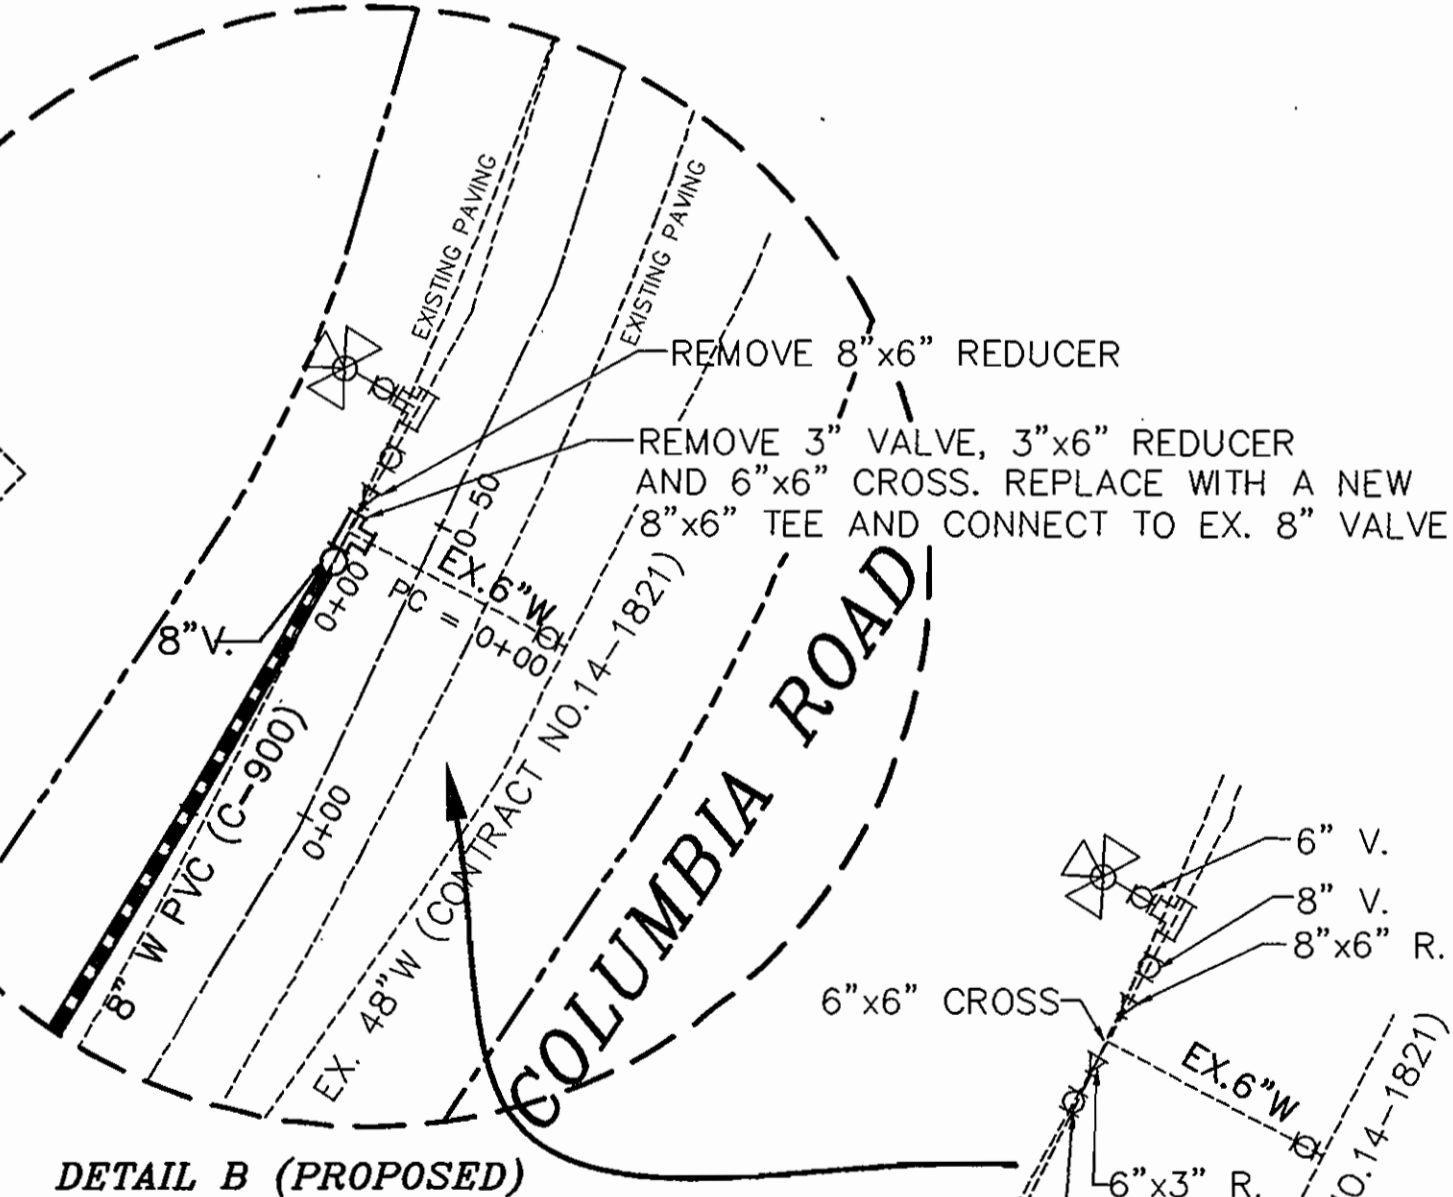 EXISTING PAVING
EXISTING PAVING
REMOVE 8"x6" REDUCER
REMOVE 3" VALVE, 3"x6" REDUCER
AND 6"x6" CROSS. REPLACE WITH A NEW
8"x6" TEE AND CONNECT TO EX. 8" VALVE
0-50
EX.6"W
PC = 0+00
0+00
8"V.
8" W PVC (C-900)
0+00
EX. 48"W (CONTRACT NO.14-1821)
COLUMBIA ROAD
6" V.
8" V.
8"x6" R.
6"x6" CROSS
EX.6"W
6"x3" R.
O.14-1821)
DETAIL B (PROPOSED)